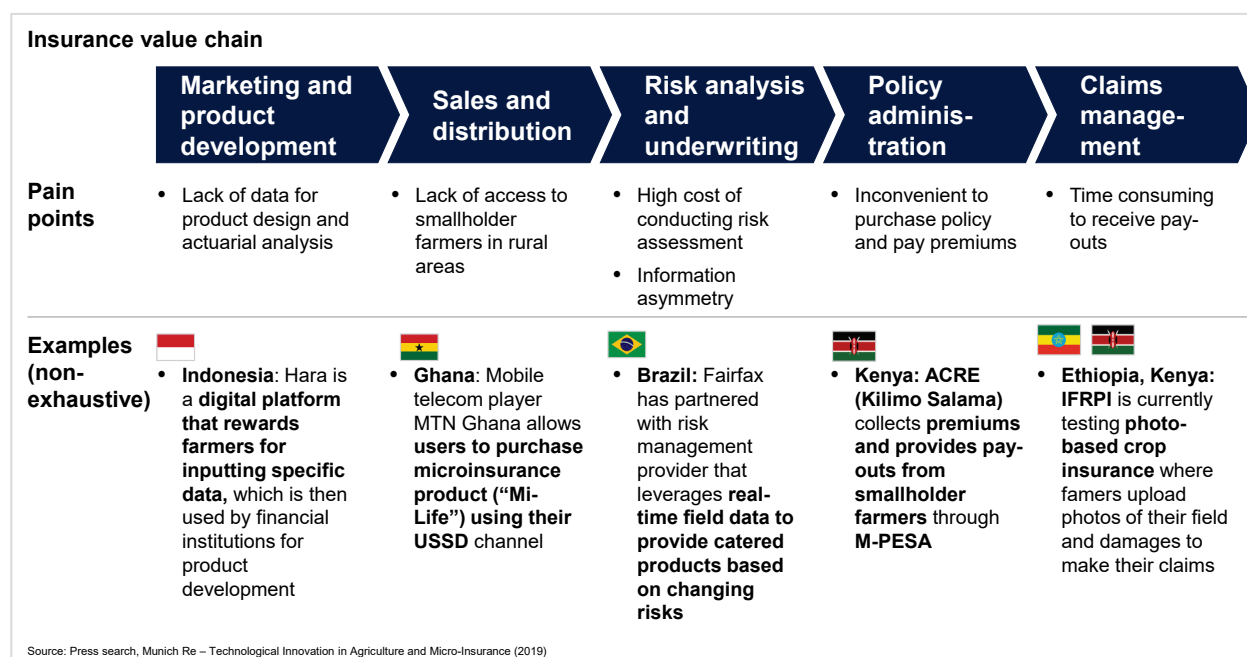 Insurance value chain
Marketing and
product
development
Sales and
distribution
Risk analysis
and
underwriting
Policy
adminis-
tration
Claims
manage-
ment
Pain
points
• Lack of data for
product design and
actuarial analysis
• Lack of access to
smallholder
farmers in rural
areas
• High cost of
conducting risk
assessment
• Information
asymmetry
• Inconvenient to
purchase policy
and pay premiums
• Time consuming
to receive pay-
outs
Examples
(non-
exhaustive)
• Indonesia: Hara is
a digital platform
that rewards
farmers for
inputting specific
data, which is then
used by financial
institutions for
product
development
• Ghana: Mobile
telecom player
MTN Ghana allows
users to purchase
microinsurance
product (“Mi-
Life”) using their
USSD channel
• Brazil: Fairfax
has partnered
with risk
management
provider that
leverages real-
time field data to
provide catered
products based
on changing
risks
• Kenya: ACRE
(Kilimo Salama)
collects premiums
and provides pay-
outs from
smallholder
farmers through
M-PESA
• Ethiopia, Kenya:
IFRPI is currently
testing photo-
based crop
insurance where
famers upload
photos of their field
and damages to
make their claims
Source: Press search, Munich Re – Technological Innovation in Agriculture and Micro-Insurance (2019)